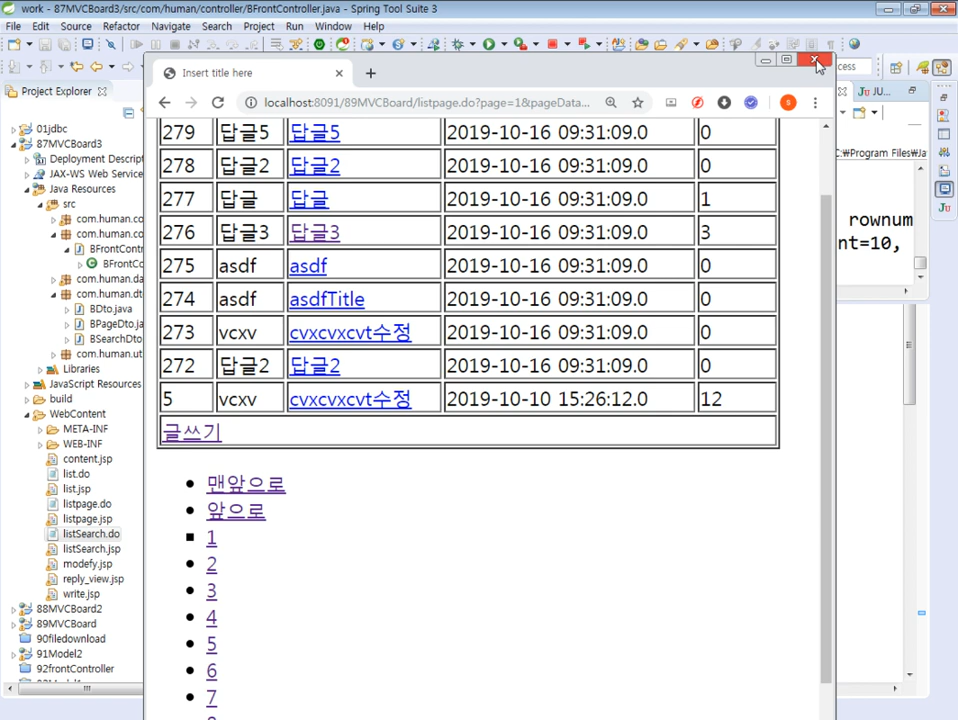 work - 87MVCBoard3/src/com/human/controller/BFrontController.java - Spring Tool Suite 3
File Edit Source Refactor Navigate Search Project Run Window Help
Insert title here
cess
Project Explorer
JU...
localhost:8091/89MVCBoard/listpage.do?page=1&pageData...
s
01jdbc
87MVCBoard3
Deployment Descrip
JAX-WS Web Service
Java Resources
src
com.human.co
com.human.co
BFrontContr
BFrontCo
com.human.da
com.human.dt
BDto.java
BPageDto.ja
BSearchDto
com.human.ut
Libraries
JavaScript Resources
build
WebContent
META-INF
WEB-INF
content.jsp
list.do
list.jsp
listpage.do
listpage.jsp
listSearch.do
listSearch.jsp
modefy.jsp
reply_view.jsp
write.jsp
88MVCBoard2
89MVCBoard
90filedownload
91Model2
92frontController
279 답글5 답글5 2019-10-16 09:31:09.0 0
278 답글2 답글2 2019-10-16 09:31:09.0 0
277 답글 답글 2019-10-16 09:31:09.0 1
276 답글3 답글3 2019-10-16 09:31:09.0 3
275 asdf asdf 2019-10-16 09:31:09.0 0
274 asdf asdfTitle 2019-10-16 09:31:09.0 0
273 vcxv cvxcvxcvt수정 2019-10-16 09:31:09.0 0
272 답글2 답글2 2019-10-16 09:31:09.0 0
5 vcxv cvxcvxcvt수정 2019-10-10 15:26:12.0 12
글쓰기
맨앞으로
앞으로
1
2
3
4
5
6
7
C:₩Program Files₩Ja
rownum
nt=10,